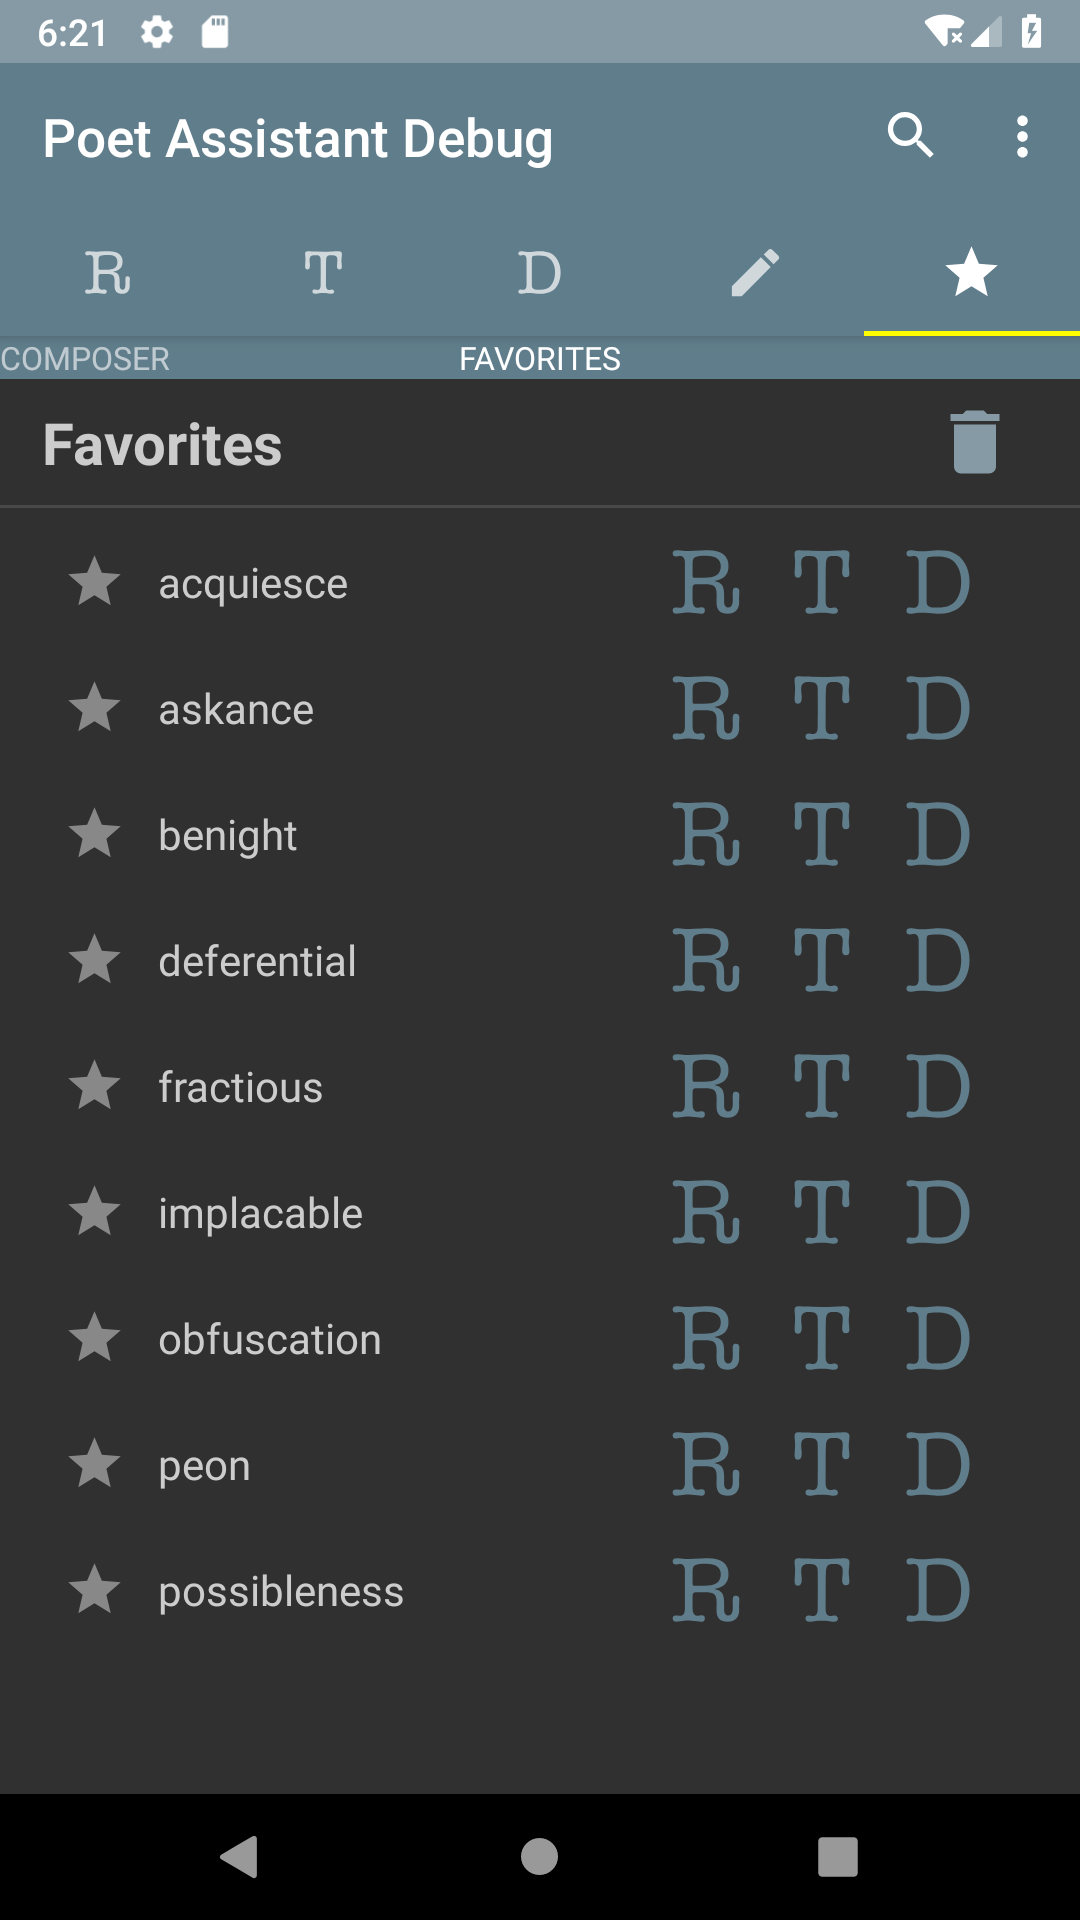 6:21
Poet Assistant Debug
R T D
COMPOSER FAVORITES
Favorites
acquiesce R T D
askance R T D
benight R T D
deferential R T D
fractious R T D
implacable R T D
obfuscation R T D
peon R T D
possibleness R T D